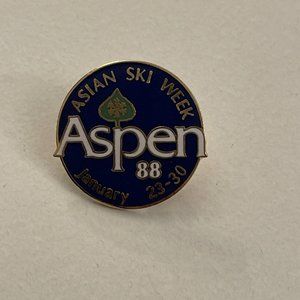 ASIAN SKI WEEK
Aspen
88
January 23-30